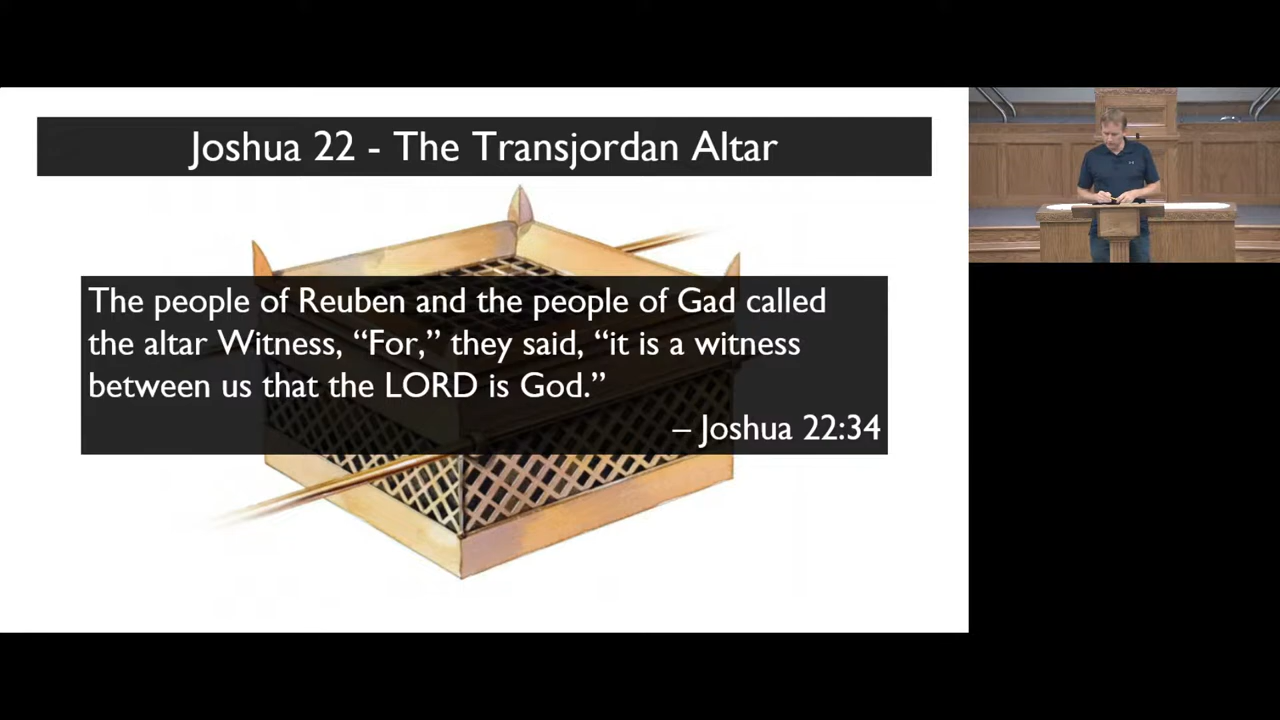 Joshua 22 - The Transjordan Altar
The people of Reuben and the people of Gad called
the altar Witness, “For,” they said, “it is a witness
between us that the LORD is God.”
– Joshua 22:34